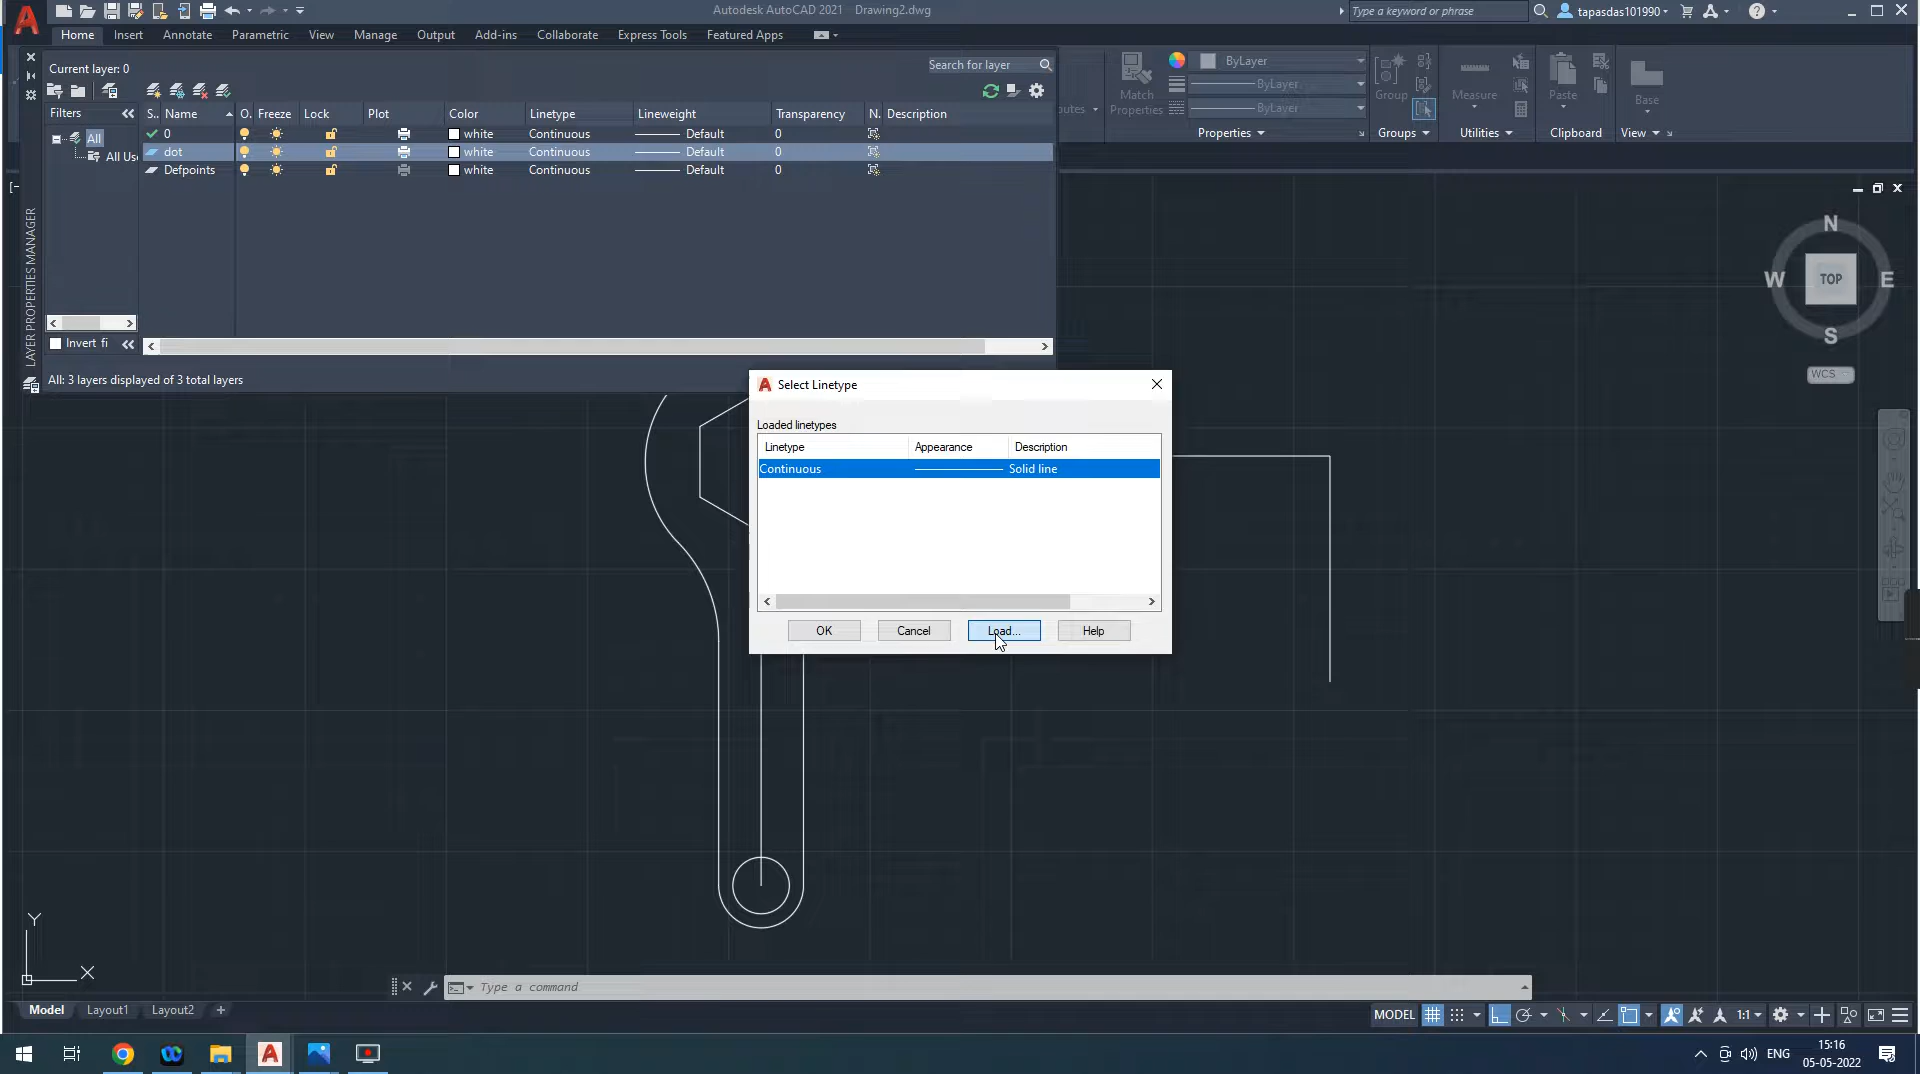 Autodesk AutoCAD 2021 Drawing2.dwg
Type a keyword or phrase
tapasdas101990
Home Insert Annotate Parametric View Manage Output Add-ins Collaborate Express Tools Featured Apps
Current layer: 0
Search for layer
Filters
S.. Name O. Freeze Lock Plot Color Linetype Lineweight Transparency N. Description
All
All Us
0 white Continuous Default 0
dot white Continuous Default 0
Defpoints white Continuous Default 0
Invert fi
All: 3 layers displayed of 3 total layers
LAYER PROPERTIES MANAGER
Match
Properties
ByLayer
ByLayer
ByLayer
Properties
Group
Groups
Measure
Utilities
Paste
Clipboard
Base
View
N
W TOP E
S
WCS
Select Linetype
Loaded linetypes
Linetype Appearance Description
Continuous Solid line
OK Cancel Load... Help
Y
X
Type a command
Model Layout1 Layout2 +
MODEL 1:1
ENG
15:16
05-05-2022